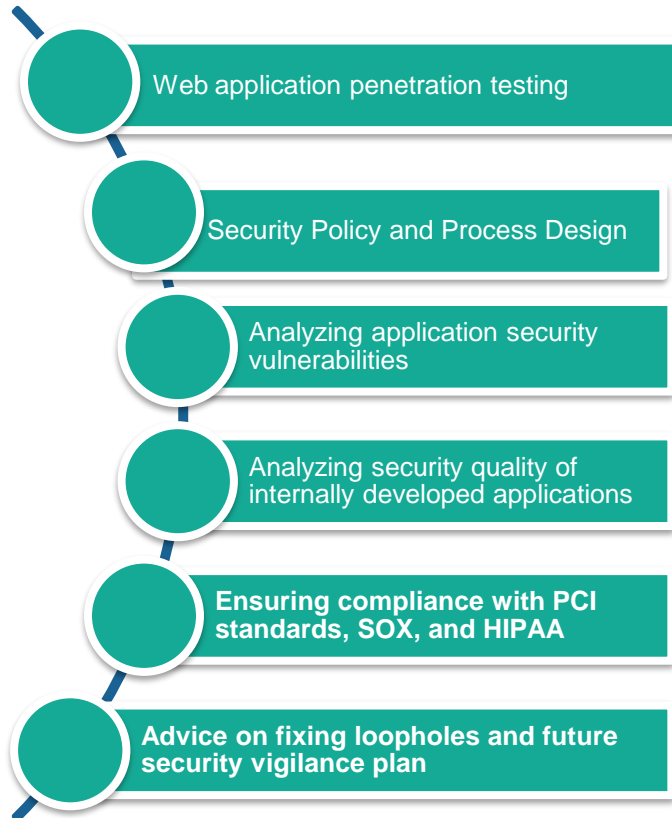 Web application penetration testing
Security Policy and Process Design
Analyzing application security
vulnerabilities
Analyzing security quality of
internally developed applications
Ensuring compliance with PCI
standards, SOX, and HIPAA
Advice on fixing loopholes and future
security vigilance plan